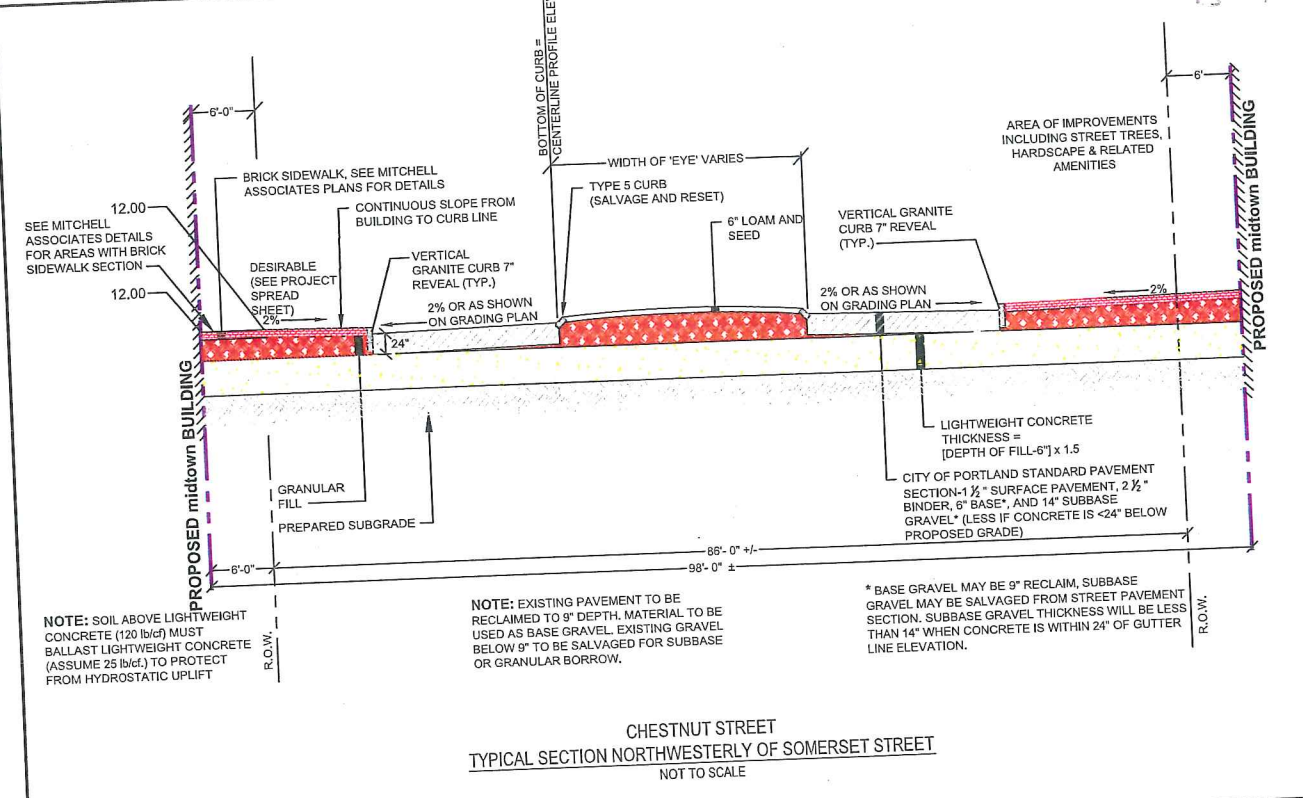 BOTTOM OF CURB =
CENTERLINE PROFILE
6'-0"
6'
AREA OF IMPROVEMENTS
INCLUDING STREET TREES,
HARDSCAPE & RELATED
AMENITIES
WIDTH OF 'EYE' VARIES
BRICK SIDEWALK, SEE MITCHELL
ASSOCIATES PLANS FOR DETAILS
TYPE 5 CURB
(SALVAGE AND RESET)
12.00
CONTINUOUS SLOPE FROM
BUILDING TO CURB LINE
6" LOAM AND
SEED
VERTICAL GRANITE
CURB 7" REVEAL
(TYP.)
SEE MITCHELL
ASSOCIATES DETAILS
FOR AREAS WITH BRICK
SIDEWALK SECTION
12.00
DESIRABLE
(SEE PROJECT
SPREAD
SHEET)
2%
VERTICAL
GRANITE CURB 7"
REVEAL (TYP.)
2% OR AS SHOWN
ON GRADING PLAN
2% OR AS SHOWN
ON GRADING PLAN
2%
24"
PROPOSED midtown BUILDING
PROPOSED midtown BUILDING
GRANULAR
FILL
PREPARED SUBGRADE
LIGHTWEIGHT CONCRETE
THICKNESS =
[DEPTH OF FILL-6"] x 1.5
CITY OF PORTLAND STANDARD PAVEMENT
SECTION-1 ½ " SURFACE PAVEMENT, 2 ½ "
BINDER, 6" BASE*, AND 14" SUBBASE
GRAVEL* (LESS IF CONCRETE IS <24" BELOW
PROPOSED GRADE)
86'- 0" +/-
6'-0"
98'- 0" ±
R.O.W.
R.O.W.
NOTE: SOIL ABOVE LIGHTWEIGHT
CONCRETE (120 lb/cf) MUST
BALLAST LIGHTWEIGHT CONCRETE
(ASSUME 25 lb/cf.) TO PROTECT
FROM HYDROSTATIC UPLIFT
NOTE: EXISTING PAVEMENT TO BE
RECLAIMED TO 9" DEPTH. MATERIAL TO BE
USED AS BASE GRAVEL. EXISTING GRAVEL
BELOW 9" TO BE SALVAGED FOR SUBBASE
OR GRANULAR BORROW.
* BASE GRAVEL MAY BE 9" RECLAIM, SUBBASE
GRAVEL MAY BE SALVAGED FROM STREET PAVEMENT
SECTION. SUBBASE GRAVEL THICKNESS WILL BE LESS
THAN 14" WHEN CONCRETE IS WITHIN 24" OF GUTTER
LINE ELEVATION.
CHESTNUT STREET
TYPICAL SECTION NORTHWESTERLY OF SOMERSET STREET
NOT TO SCALE